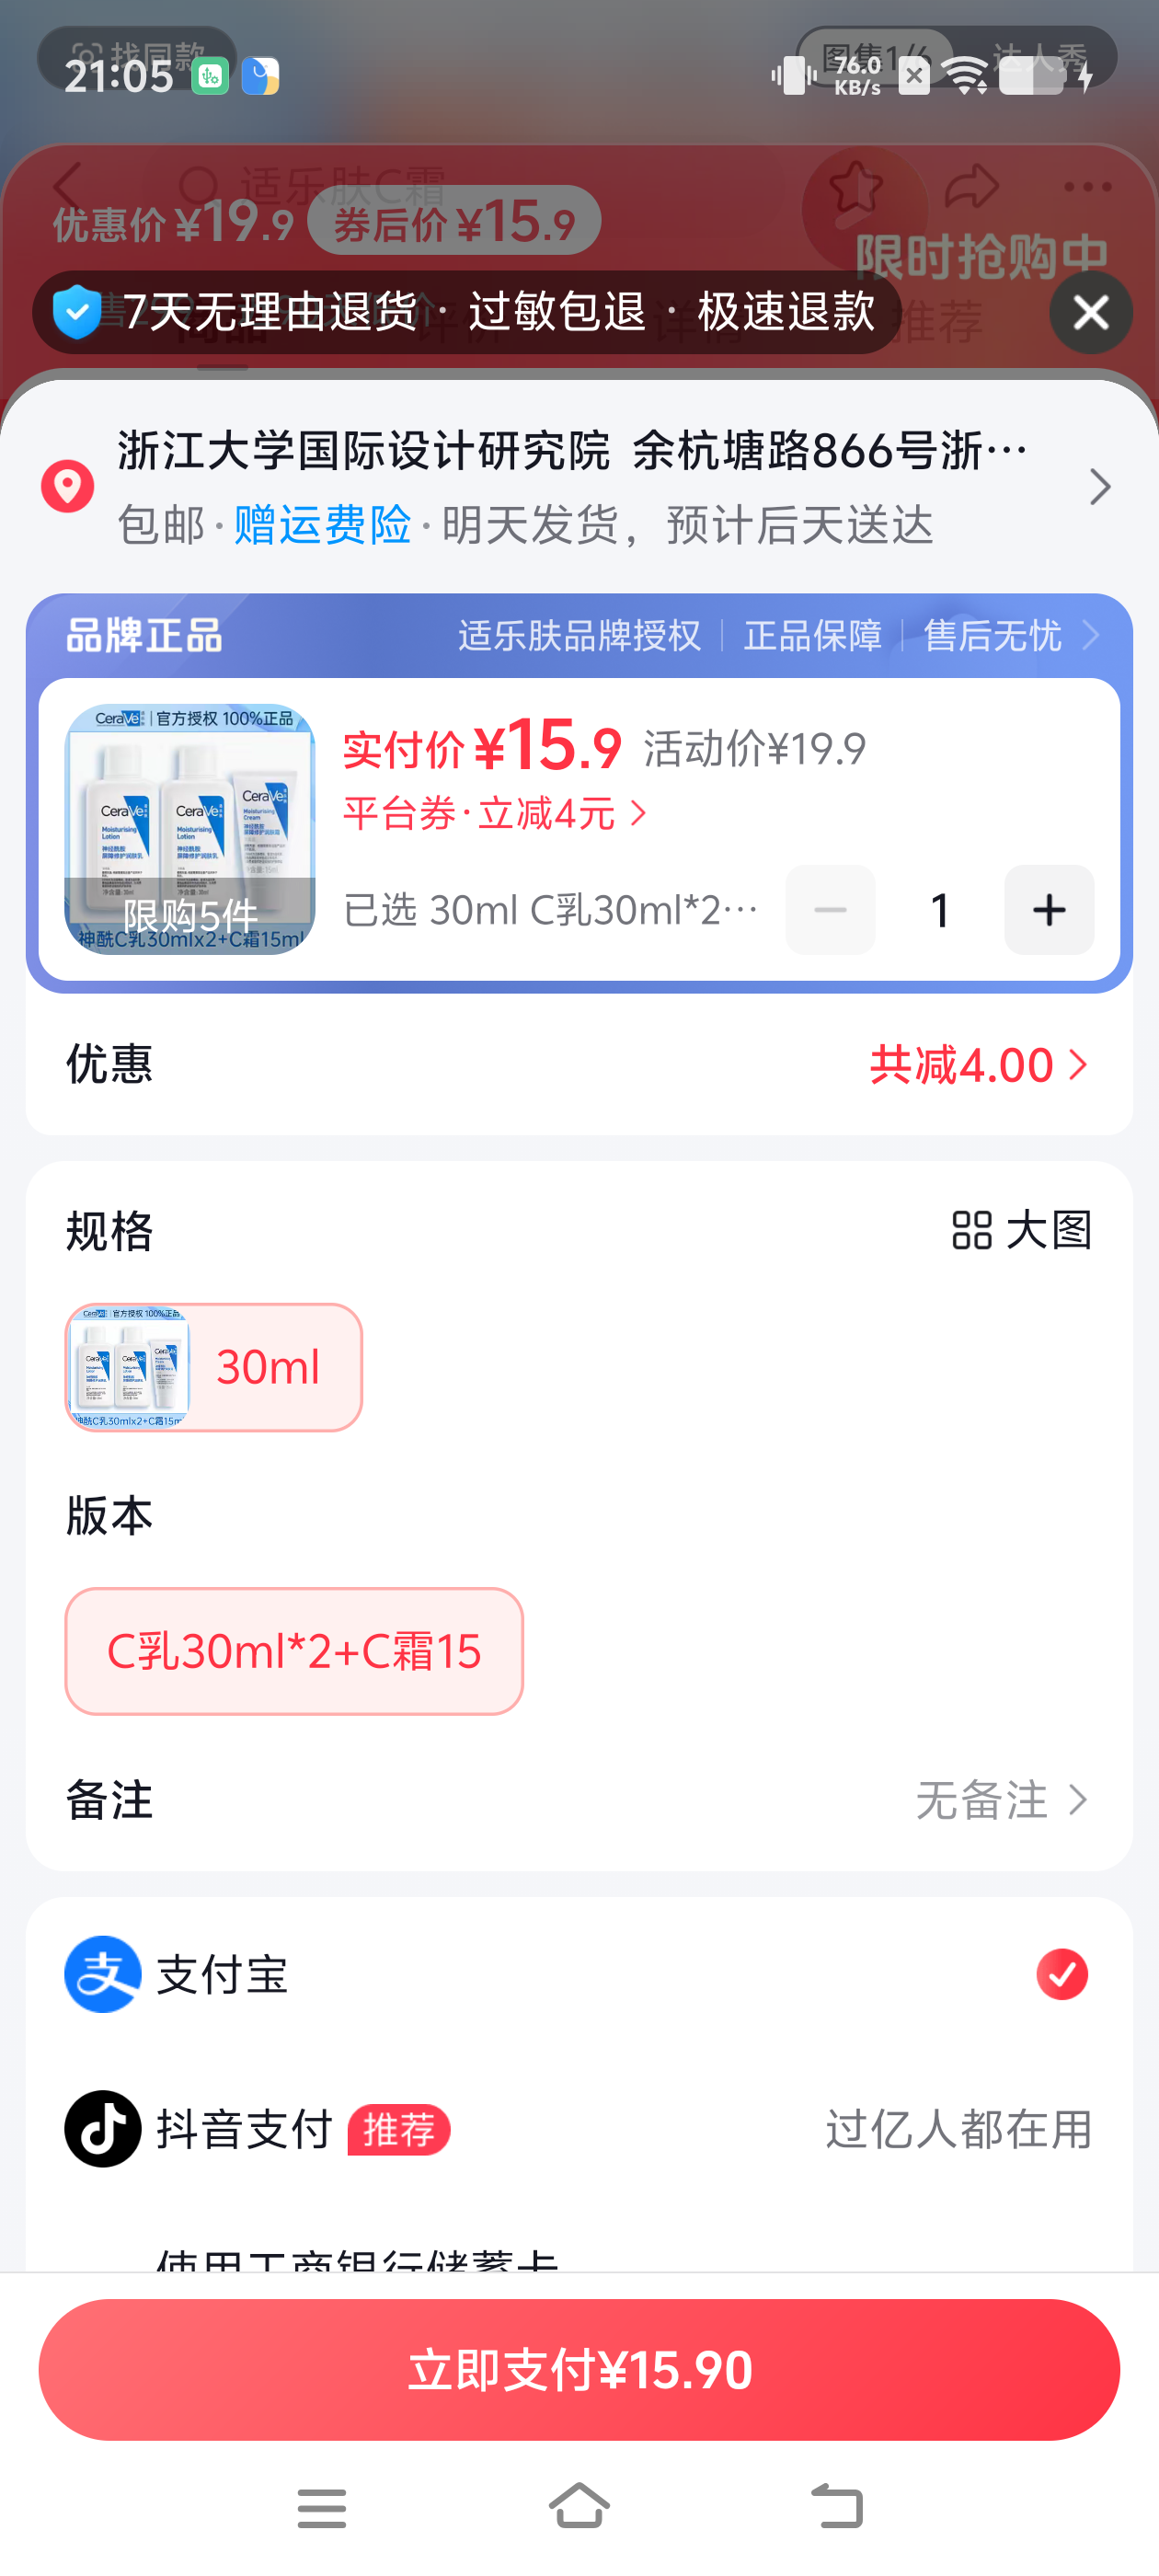 找同款
图集1/6
达人秀
21:05
76.0
KB/s
适乐肤C霜
优惠价 ¥19.9
券后价 ¥15.9
限时抢购中
7天无理由退货 · 过敏包退 · 极速退款
推荐
浙江大学国际设计研究院 余杭塘路866号浙…
包邮 · 赠运费险 · 明天发货，预计后天送达
品牌正品
适乐肤品牌授权 | 正品保障 | 售后无忧
CeraVe | 官方授权 100%正品
CeraVe
Moisturising
Lotion
CeraVe
Moisturising
Lotion
CeraVe
Moisturising
Cream
限购5件
神酰C乳30mlx2+C霜15ml
实付价 ¥15.9 活动价¥19.9
平台券 · 立减4元
已选 30ml C乳30ml*2…
1
优惠
共减4.00
规格
大图
30ml
版本
C乳30ml*2+C霜15
备注
无备注
支 支付宝
抖音支付 推荐
过亿人都在用
使用工商银行储蓄卡
立即支付¥15.90